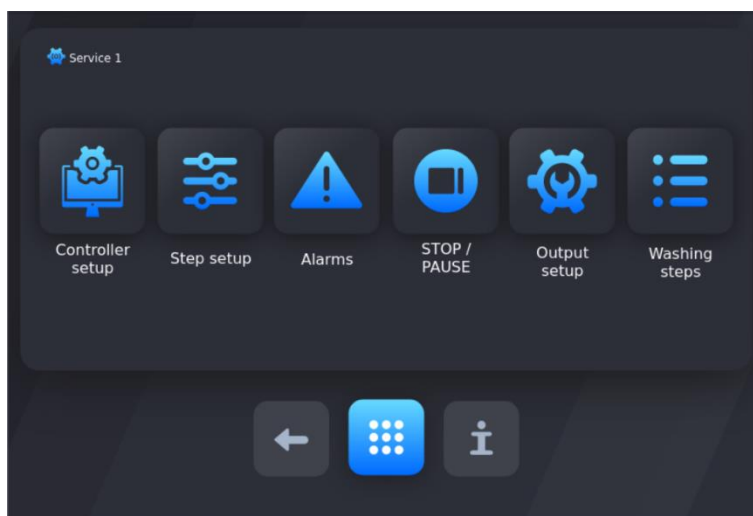 Service 1
Controller
setup
Step setup
Alarms
STOP /
PAUSE
Output
setup
Washing
steps